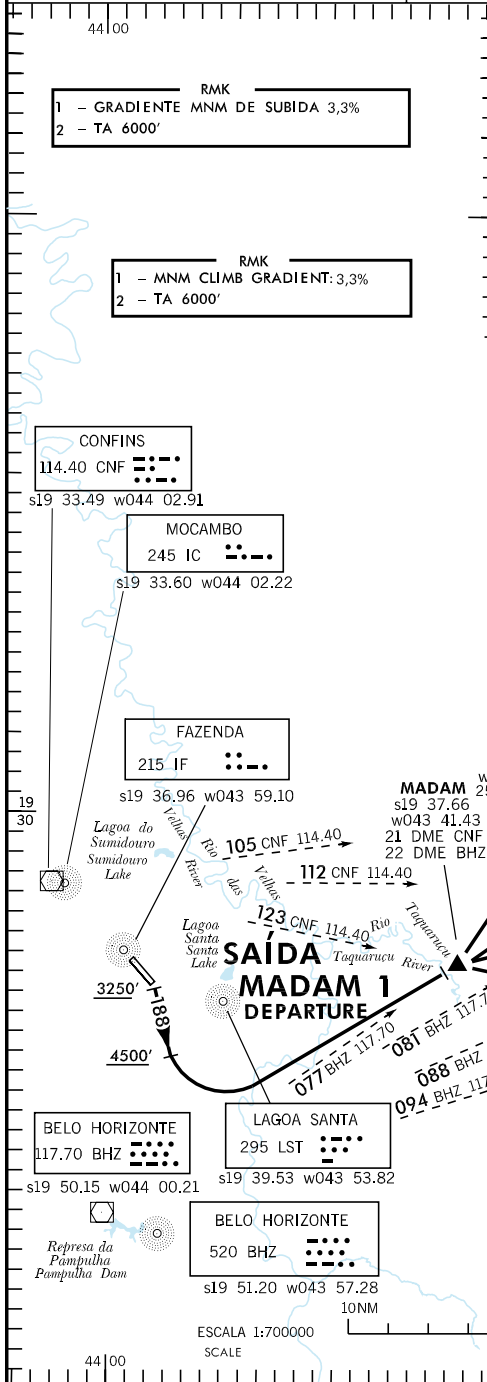 44 00
RMK
1 – GRADIENTE MNM DE SUBIDA 3,3%
2 – TA 6000'
RMK
1 – MNM CLIMB GRADIENT: 3,3%
2 – TA 6000'
CONFINS
114.40 CNF
s19 33.49 w044 02.91
MOCAMBO
245 IC
s19 33.60 w044 02.22
FAZENDA
215 IF
s19 36.96 w043 59.10
19
30
MADAM
s19 37.66
w043 41.43
21 DME CNF
22 DME BHZ
w
25
Lagoa do
Sumidouro
Sumidouro
Lake
Velhas
River
Rio
das
Velhas
105 CNF 114.40
112 CNF 114.40
123 CNF 114.40
Rio
Taquaruçu
Taquaruçu River
Lagoa
Santa
Santa
Lake
SAÍDA
MADAM 1
DEPARTURE
3250'
188
4500'
077 BHZ 117.70
081 BHZ 117.7
088 BHZ
094 BHZ 117
BELO HORIZONTE
117.70 BHZ
s19 50.15 w044 00.21
LAGOA SANTA
295 LST
s19 39.53 w043 53.82
BELO HORIZONTE
520 BHZ
s19 51.20 w043 57.28
Represa da
Pampulha
Pampulha Dam
10NM
ESCALA 1:700000
SCALE
44 00